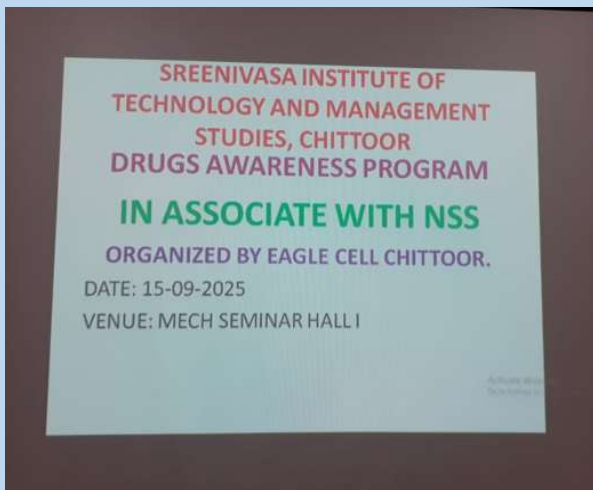 SREENIVASA INSTITUTE OF
TECHNOLOGY AND MANAGEMENT
STUDIES, CHITTOOR
DRUGS AWARENESS PROGRAM
IN ASSOCIATE WITH NSS
ORGANIZED BY EAGLE CELL CHITTOOR.
DATE: 15-09-2025
VENUE: MECH SEMINAR HALL I
Activate